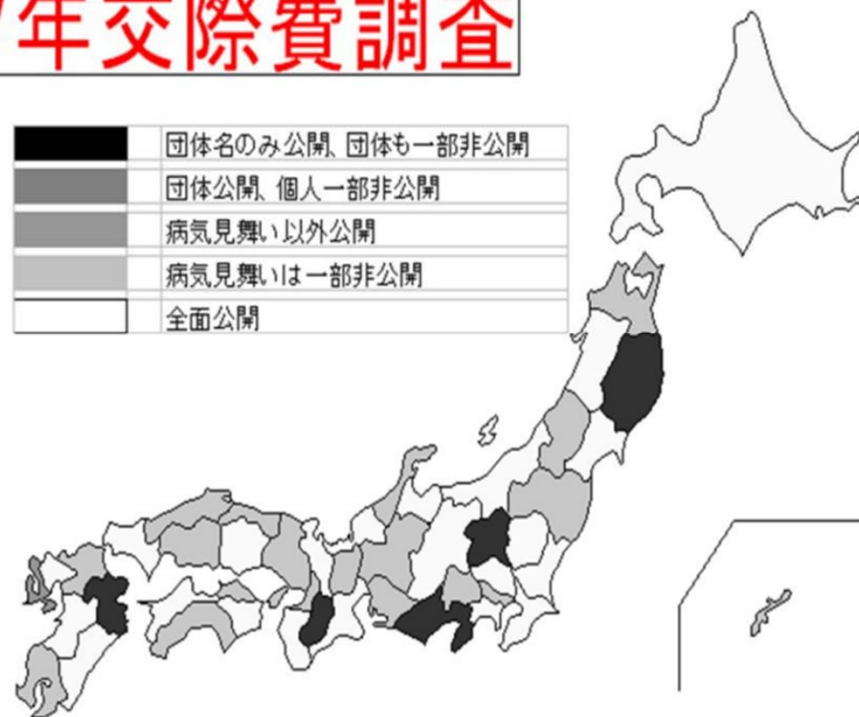 年交際費調査
団体名のみ公開、団体も一部非公開
団体公開、個人一部非公開
病気見舞い以外公開
病気見舞いは一部非公開
全面公開